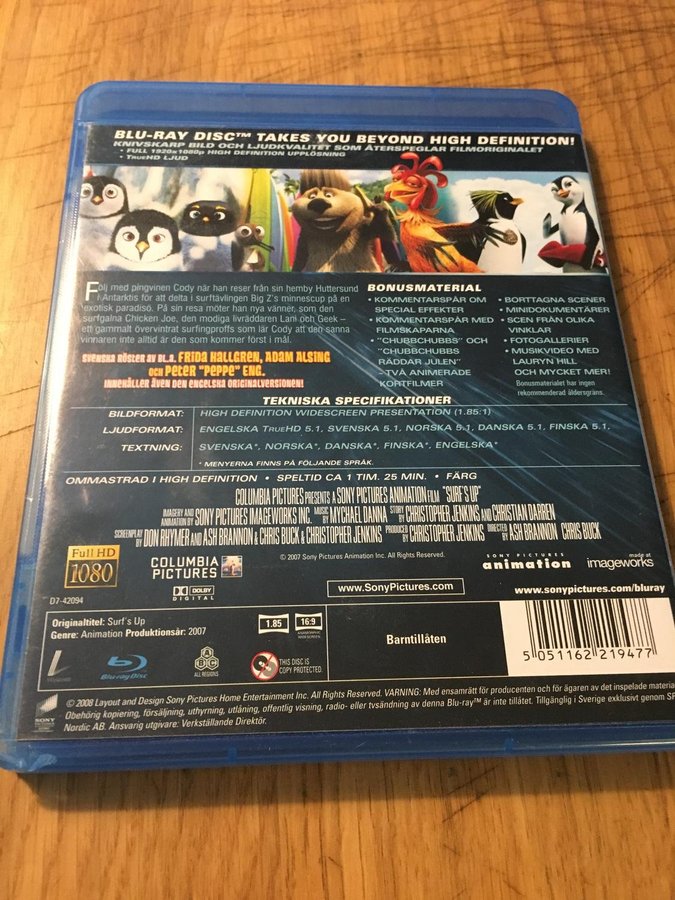 BLU-RAY DISC™ TAKES YOU BEYOND HIGH DEFINITION!
KNIVSKARP BILD OCH LJUDKVALITET SOM ÅTERSPEGLAR FILMORIGINALET
• FULL 1920x1080p HIGH DEFINITION UPPLÖSNING
• TRUEHD LJUD
Följ med pingvinen Cody när han reser från sin hemby Huttersund
i Antarktis för att delta i surftävlingen Big Z's minnescup på en
exotisk paradisö. På sin resa möter han nya vänner, som den
surfgalna Chicken Joe, den modiga livräddaren Lani och Geek –
ett gammalt övervintrat surfingproffs som lär Cody att den sanna
vinnaren inte alltid är den som kommer först i mål.
SVENSKA RÖSTER AV BL.A. FRIDA HALLGREN, ADAM ALSING
OCH PETER "PEPPE" ENG.
INNEHÅLLER ÄVEN DEN ENGELSKA ORIGINALVERSIONEN!
BONUSMATERIAL
• KOMMENTARSPÅR OM
SPECIAL EFFEKTER
• KOMMENTARSPÅR MED
FILMSKAPARNA
• "CHUBBCHUBBS" OCH
"CHUBBCHUBBS
RÄDDAR JULEN"
– TVÅ ANIMERADE
KORTFILMER
• BORTTAGNA SCENER
• MINIDOKUMENTÄRER
• SCEN FRÅN OLIKA
VINKLAR
• FOTOGALLERIER
• MUSIKVIDEO MED
LAURYN HILL
OCH MYCKET MER!
Bonusmaterialet har ingen
rekommenderad åldersgräns.
TEKNISKA SPECIFIKATIONER
BILDFORMAT: HIGH DEFINITION WIDESCREEN PRESENTATION (1.85:1)
LJUDFORMAT: ENGELSKA TRUEHD 5.1, SVENSKA 5.1, NORSKA 5.1, DANSKA 5.1, FINSKA 5.1,
TEXTNING: SVENSKA*, NORSKA*, DANSKA*, FINSKA*, ENGELSKA*
* MENYERNA FINNS PÅ FÖLJANDE SPRÅK.
OMMASTRAD I HIGH DEFINITION • SPELTID CA 1 TIM. 25 MIN. • FÄRG
COLUMBIA PICTURES PRESENTS A SONY PICTURES ANIMATION FILM "SURF'S UP"
IMAGERY AND ANIMATION BY SONY PICTURES IMAGEWORKS INC. MUSIC BY MYCHAEL DANNA STORY BY CHRISTOPHER JENKINS AND CHRISTIAN DARREN
SCREENPLAY BY DON RHYMER AND ASH BRANNON & CHRIS BUCK & CHRISTOPHER JENKINS PRODUCED BY CHRISTOPHER JENKINS DIRECTED BY ASH BRANNON CHRIS BUCK
Full HD
1080
COLUMBIA
PICTURES
© 2007 Sony Pictures Animation Inc. All Rights Reserved.
SONY PICTURES
animation
made at
imageworks
DOLBY
DIGITAL
www.SonyPictures.com
www.sonypictures.com/bluray
D7-42094
Originaltitel: Surf's Up
Genre: Animation Produktionsår: 2007
1.85
16:9
ANAMORPHIC
WIDESCREEN
Barntillåten
5 051162 219477
Blu-ray Disc
ABC
ALL REGIONS
THIS DISC IS
COPY PROTECTED
SONY
© 2008 Layout and Design Sony Pictures Home Entertainment Inc. All Rights Reserved. WARNING: Med ensamrätt för producenten och för ägaren av det inspelade materia
Obehörig kopiering, försäljning, uthyrning, utlåning, offentlig visning, radio- eller tvsändning av denna Blu-ray™ är inte tillåtet. Tillgänglig i Sverige exklusivt genom SP
Nordic AB. Ansvarig utgivare: Verkställande Direktör.